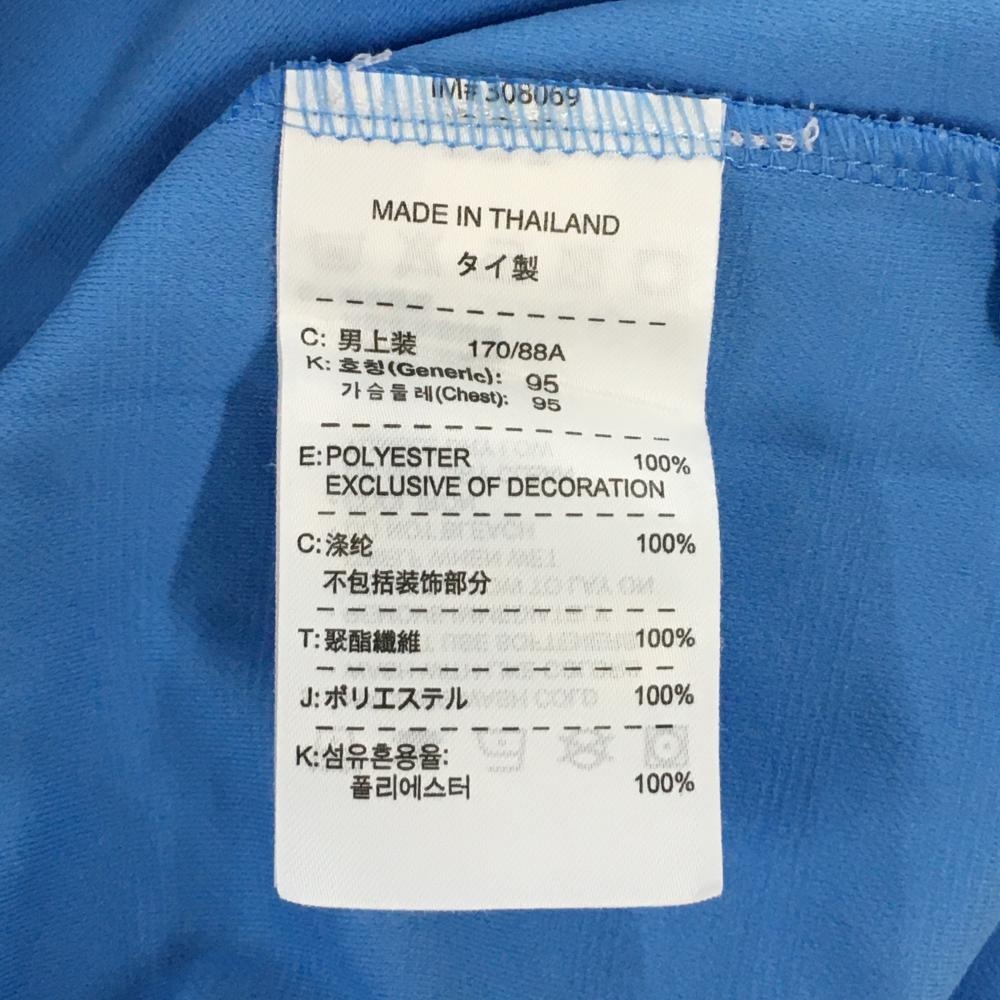 IM# 308069
MADE IN THAILAND
タイ製
C: 男上装 170/88A
K: 호칭(Generic): 95
가슴둘레(Chest): 95
E:POLYESTER 100%
EXCLUSIVE OF DECORATION
C:涤纶 100%
不包括装饰部分
T:聚酯纖維 100%
J:ポリエステル 100%
K:섬유혼용율:
폴리에스터 100%